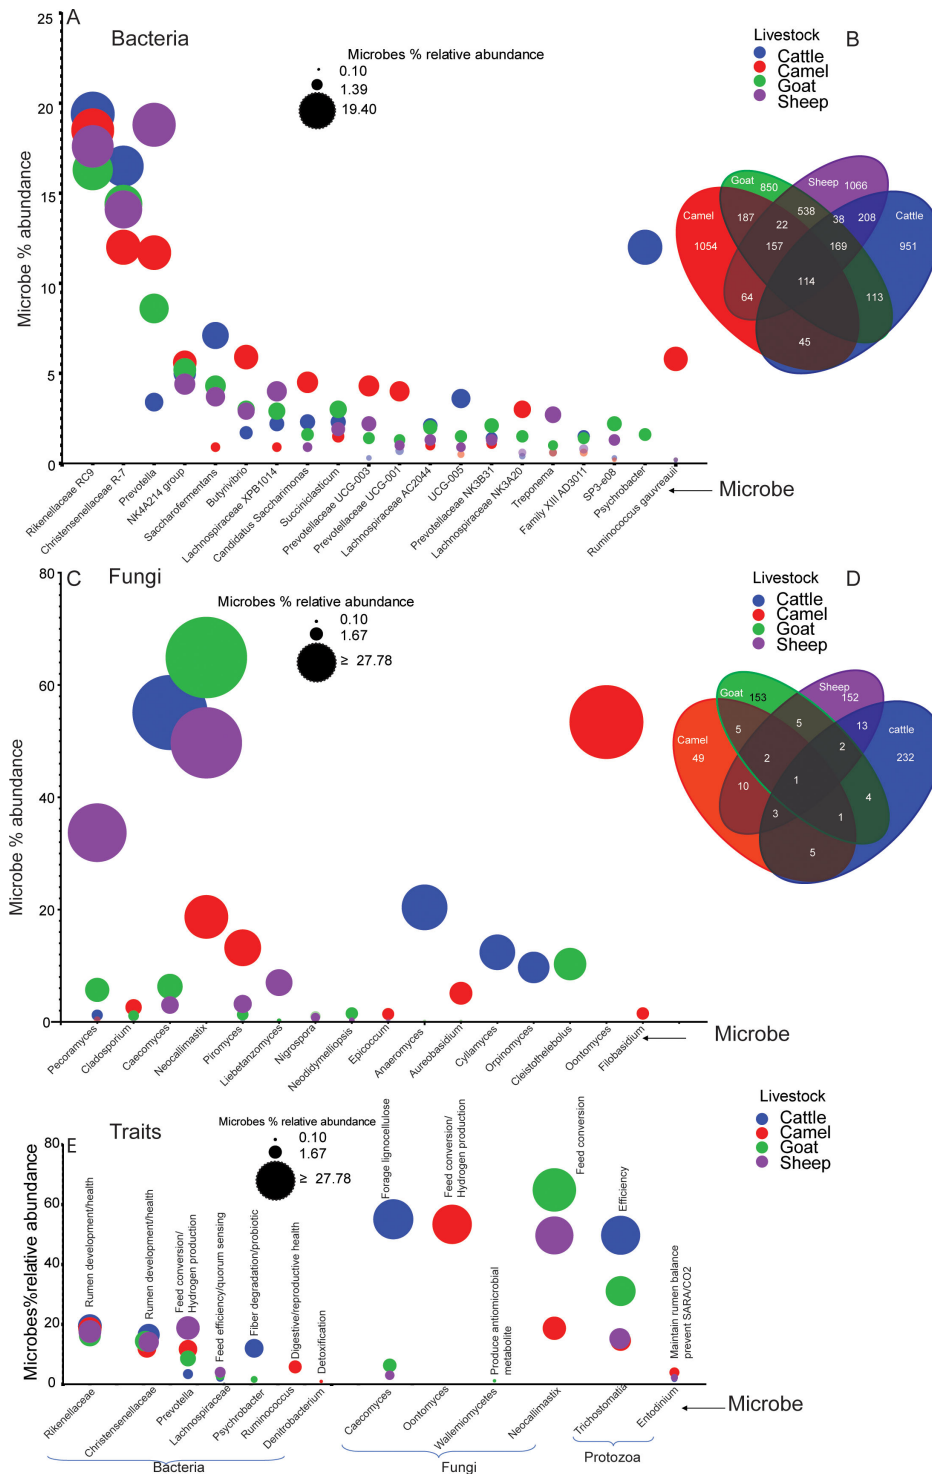 A
Bacteria
Microbes % relative abundance
0.10
1.39
19.40
Livestock
Cattle
Camel
Goat
Sheep
B
Microbe % abundance
25
20
15
10
5
0
Rikenellaceae RC9
Christensenellaceae R-7
Prevotella
NK4A214 group
Saccharofermentans
Butyrivibrio
Lachnospiraceae XPB1014
Candidatus Saccharimonas
Succiniclasticum
Prevotellaceae UCG-003
Prevotellaceae UCG-001
Lachnospiraceae AC2044
UCG-005
Prevotellaceae NK3B31
Lachnospiraceae NK3A20
Treponema
Family XIII AD3011
SP3-e08
Psychrobacter
Ruminococcus gauvreauii
Microbe
Goat
850
Sheep
1066
Camel
187
538
38
208
Cattle
22
1054
157
169
951
114
64
113
45
C
Fungi
Microbes % relative abundance
0.10
1.67
≥ 27.78
Livestock
Cattle
Camel
Goat
Sheep
D
Microbe % abundance
80
60
40
20
0
Pecoramyces
Cladosporium
Caecomyces
Neocallimastix
Piromyces
Liebetanzomyces
Nigrospora
Neodidymelliopsis
Epicoccum
Anaeromyces
Aureobasidium
Cyllamyces
Orpinomyces
Cleistothelebolus
Oontomyces
Filobasidium
Microbe
Goat
153
Sheep
152
Camel
5
5
13
cattle
49
2
2
232
1
10
4
3
1
5
E
Traits
Microbes % relative abundance
0.10
1.67
≥ 27.78
Livestock
Cattle
Camel
Goat
Sheep
Microbes%relative abundance
80
60
40
20
0
Rumen development/health
Rumen development/health
Feed conversion/
Hydrogen production
Feed efficiency/quorum sensing
Fiber degradation/probiotic
Digestive/reproductive health
Detoxification
Forage lignocellulose
Feed conversion/
Hydrogen production
Produce antiomicrobial
metabolite
Feed conversion
Efficiency
Maintain rumen balance
prevent SARA/CO2
Rikenellaceae
Christensenellaceae
Prevotella
Lachnospiraceae
Psychrobacter
Ruminococcus
Denitrobacterium
Caecomyces
Oontomyces
Wallemiomycetes
Neocallimastix
Trichostomatia
Entodinium
Microbe
Bacteria
Fungi
Protozoa